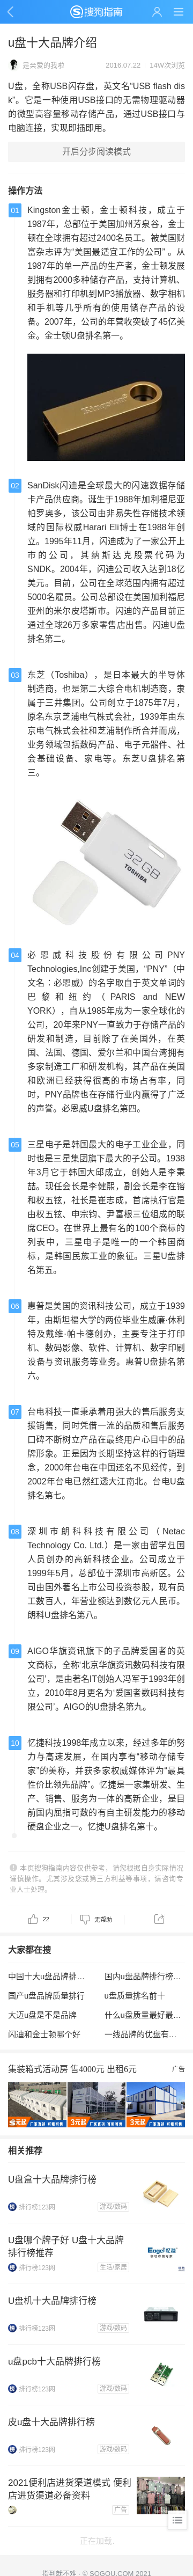 搜狗指南
u盘十大品牌介绍
是亲爱的我啦
2016.07.22
14W次浏览
U盘，全称USB闪存盘，英文名"USB flash dis
k"。它是一种使用USB接口的无需物理驱动器
的微型高容量移动存储产品，通过USB接口与
电脑连接，实现即插即用。
开启分步阅读模式
操作方法
01
Kingston金士顿，金士顿科技，成立于
1987年，总部位于美国加州芳泉谷，金士
顿在全球拥有超过2400名员工。被美国财
富杂志评为“美国最适宜工作的公司” 。从
1987年的单一产品的生产者，金士顿发展
到拥有2000多种储存产品，支持计算机、
服务器和打印机到MP3播放器、数字相机
和手机等几乎所有的使用储存产品的设
备。2007年，公司的年营收突破了45亿美
金。金士顿U盘排名第一。
02
SanDisk闪迪是全球最大的闪速数据存储
卡产品供应商。诞生于1988年加利福尼亚
帕罗奥多，该公司由非易失性存储技术领
域的国际权威Harari Eli博士在1988年创
立。1995年11月，闪迪成为了一家公开上
市的公司，其纳斯达克股票代码为
SNDK。2004年，闪迪公司收入达到18亿
美元。目前，公司在全球范围内拥有超过
5000名雇员。公司总部设在美国加利福尼
亚州的米尔皮塔斯市。闪迪的产品目前正
通过全球26万多家零售店出售。闪迪U盘
排名第二。
03
东芝（Toshiba），是日本最大的半导体
制造商，也是第二大综合电机制造商，隶
属于三井集团。公司创立于1875年7月，
原名东京芝浦电气株式会社，1939年由东
京电气株式会社和芝浦制作所合并而成，
业务领域包括数码产品、电子元器件、社
会基础设备、家电等。东芝U盘排名第
三。
32GB
TOSHIBA
04
必恩威科技股份有限公司PNY
Technologies,Inc创建于美国，“PNY”（中
文名：必恩威）的名字取自于英文单词的
巴黎和纽约（PARIS and NEW
YORK），自从1985年成为一家全球化的
公司，20年来PNY一直致力于存储产品的
研发和制造，目前除了在美国外，在英
国、法国、德国、爱尔兰和中国台湾拥有
多家制造工厂和研发机构，其产品在美国
和欧洲已经获得很高的市场占有率，同
时，PNY品牌也在存储行业内赢得了广泛
的声誉。必恩威U盘排名第四。
05
三星电子是韩国最大的电子工业企业，同
时也是三星集团旗下最大的子公司。1938
年3月它于韩国大邱成立，创始人是李秉
喆。现任会长是李健熙，副会长是李在镕
和权五铉，社长是崔志成，首席执行官是
由权五铉、申宗钧、尹富根三位组成的联
席CEO。在世界上最有名的100个商标的
列表中，三星电子是唯一的一个韩国商
标，是韩国民族工业的象征。三星U盘排
名第五。
06
惠普是美国的资讯科技公司，成立于1939
年，由斯坦福大学的两位毕业生威廉·休利
特及戴维·帕卡德创办，主要专注于打印
机、数码影像、软件、计算机、数字印刷
设备与资讯服务等业务。惠普U盘排名第
六。
07
台电科技一直秉承着用强大的售后服务支
援销售，同时凭借一流的品质和售后服务
口碑不断树立产品在最终用户心目中的品
牌形象。正是因为长期坚持这样的行销理
念，2000年台电在中国还名不见经传，到
2002年台电已然红透大江南北。台电U盘
排名第七。
08
深圳市朗科科技有限公司（Netac
Technology Co. Ltd.）是一家由留学归国
人员创办的高新科技企业。公司成立于
1999年5月，总部位于深圳市高新区。公
司由国外著名上市公司投资参股，现有员
工数百人，年营业额达到数亿元人民币。
朗科U盘排名第八。
09
AIGO华旗资讯旗下的子品牌爱国者的英
文商标，全称‘北京华旗资讯数码科技有限
公司’，是由著名IT创始人冯军于1993年创
立，2010年8月更名为‘爱国者数码科技有
限公司’。AIGO的U盘排名第九。
10
忆捷科技1998年成立以来，经过多年的努
力与高速发展，在国内享有“移动存储专
家”的美称，并获多家权威媒体评为“最具
性价比领先品牌”。忆捷是一家集研发、生
产、销售、服务为一体的高新企业，是目
前国内屈指可数的有自主研发能力的移动
硬盘企业之一。忆捷U盘排名第十。
本页搜狗指南内容仅供参考，请您根据自身实际情况
谨慎操作。尤其涉及您或第三方利益等事项，请咨询专
业人士处理。
22
无帮助
大家都在搜
中国十大u盘品牌排...
国内u盘品牌排行榜...
国产u盘品牌质量排行
u盘质量排名前十
大迈u盘是不是品牌
什么u盘质量最好最...
闪迪和金士顿哪个好
一线品牌的优盘有...
集装箱式活动房 售4000元 出租6元
广告
厂家直营
3元起
厂家直营
6元起
厂家直营
相关推荐
U盘盒十大品牌排行榜
排行榜123网
游戏/数码
U盘哪个牌子好 U盘十大品牌
排行榜推荐
排行榜123网
生活/家居
Eaget忆捷
U盘机十大品牌排行榜
排行榜123网
游戏/数码
u盘pcb十大品牌排行榜
排行榜123网
游戏/数码
皮u盘十大品牌排行榜
排行榜123网
游戏/数码
2021便利店进货渠道模式 便利
店进货渠道必备资料
广告
正在加载..
指到就不难 - © SOGOU.COM 2021